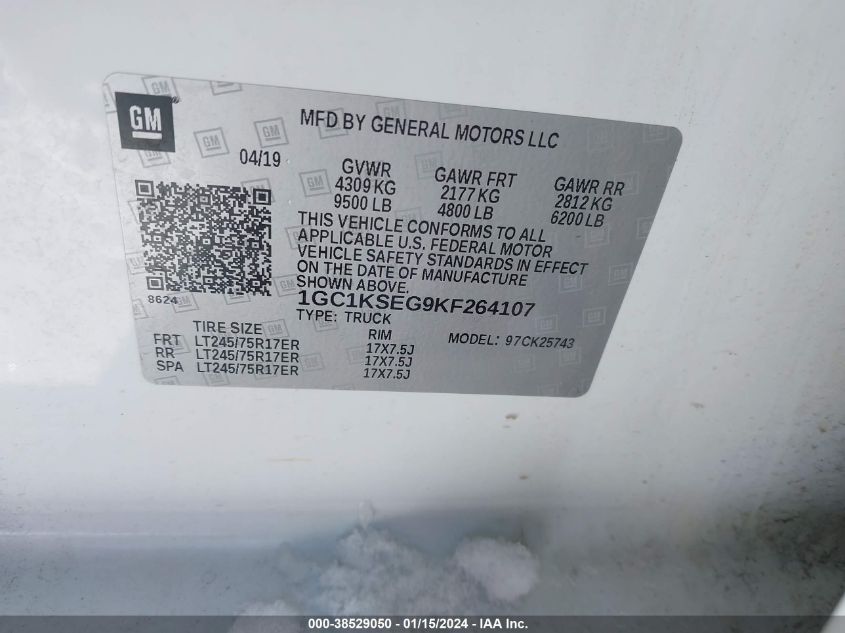 GM
MFD BY GENERAL MOTORS LLC
04/19
GVWR
4309 KG
9500 LB
GAWR FRT
2177 KG
4800 LB
GAWR RR
2812 KG
6200 LB
THIS VEHICLE CONFORMS TO ALL
APPLICABLE U.S. FEDERAL MOTOR
VEHICLE SAFETY STANDARDS IN EFFECT
ON THE DATE OF MANUFACTURE
SHOWN ABOVE.
8624
1GC1KSEG9KF264107
TYPE: TRUCK
MODEL: 97CK25743
TIRE SIZE RIM
FRT LT245/75R17ER 17X7.5J
RR LT245/75R17ER 17X7.5J
SPA LT245/75R17ER 17X7.5J
000-38529050 - 01/15/2024 - IAA Inc.